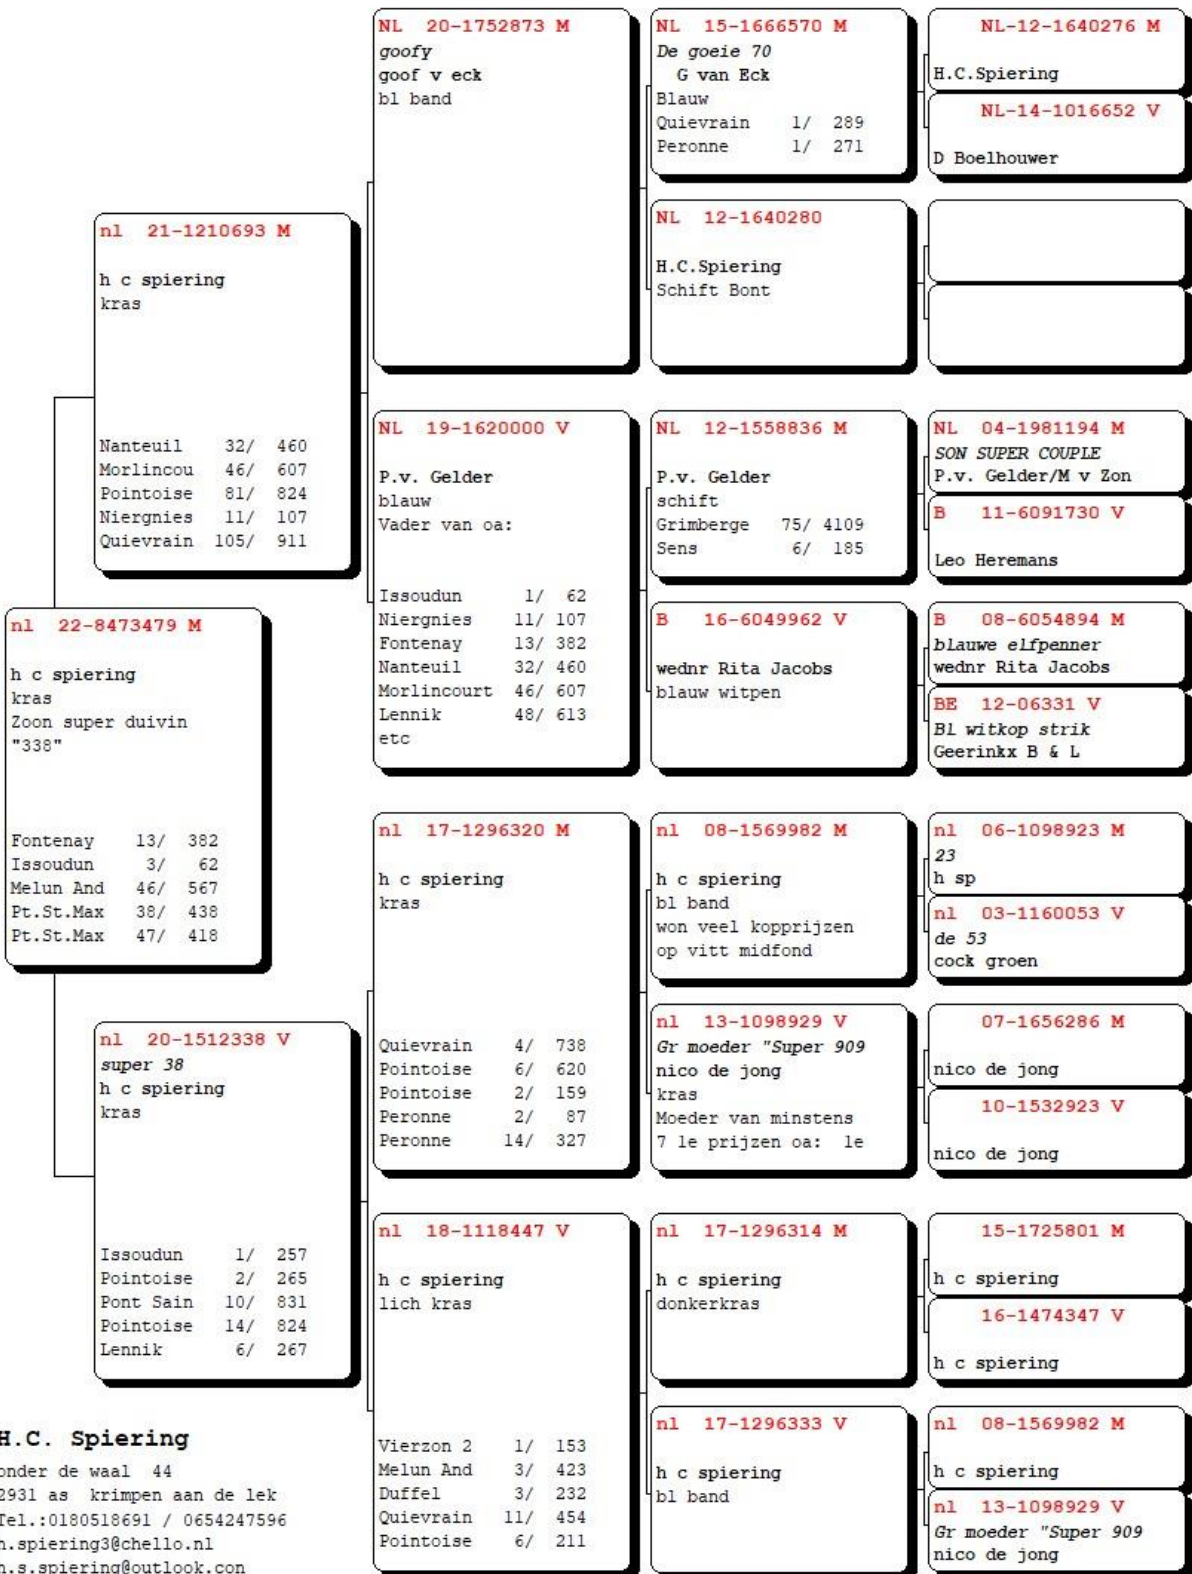 nl 22-8473479 M
h c spiering
kras
Zoon super duivin
"338"
Fontenay 13/ 382
Issoudun 3/ 62
Melun And 46/ 567
Pt.St.Max 38/ 438
Pt.St.Max 47/ 418
nl 21-1210693 M
h c spiering
kras
Nanteuil 32/ 460
Morlincou 46/ 607
Pointoise 81/ 824
Niergnies 11/ 107
Quievrain 105/ 911
nl 20-1512338 V
super 38
h c spiering
kras
Issoudun 1/ 257
Pointoise 2/ 265
Pont Sain 10/ 831
Pointoise 14/ 824
Lennik 6/ 267
NL 20-1752873 M
goofy
goof v eck
bl band
NL 19-1620000 V
P.v. Gelder
blauw
Vader van oa:
Issoudun 1/ 62
Niergnies 11/ 107
Fontenay 13/ 382
Nanteuil 32/ 460
Morlincourt 46/ 607
Lennik 48/ 613
etc
nl 17-1296320 M
h c spiering
kras
Quievrain 4/ 738
Pointoise 6/ 620
Pointoise 2/ 159
Peronne 2/ 87
Peronne 14/ 327
nl 18-1118447 V
h c spiering
lich kras
Vierzon 2 1/ 153
Melun And 3/ 423
Duffel 3/ 232
Quievrain 11/ 454
Pointoise 6/ 211
NL 15-1666570 M
De goeie 70
G van Eck
Blauw
Quievrain 1/ 289
Peronne 1/ 271
NL 12-1640280
H.C.Spiering
Schift Bont
NL 12-1558836 M
P.v. Gelder
schift
Grimberge 75/ 4109
Sens 6/ 185
B 16-6049962 V
wednr Rita Jacobs
blauw witpen
nl 08-1569982 M
h c spiering
bl band
won veel kopprijzen
op vitt midfond
nl 13-1098929 V
Gr moeder "Super 909
nico de jong
kras
Moeder van minstens
7 1e prijzen oa: 1e
nl 17-1296314 M
h c spiering
donkerkras
nl 17-1296333 V
h c spiering
bl band
NL-12-1640276 M
H.C.Spiering
NL-14-1016652 V
D Boelhouwer
NL 04-1981194 M
SON SUPER COUPLE
P.v. Gelder/M v Zon
B 11-6091730 V
Leo Heremans
B 08-6054894 M
blauwe elfpenner
wednr Rita Jacobs
BE 12-06331 V
Bl witkop strik
Geerinkx B & L
nl 06-1098923 M
23
h sp
nl 03-1160053 V
de 53
cock groen
07-1656286 M
nico de jong
10-1532923 V
nico de jong
15-1725801 M
h c spiering
16-1474347 V
h c spiering
nl 08-1569982 M
h c spiering
nl 13-1098929 V
Gr moeder "Super 909
nico de jong
H.C. Spiering
onder de waal 44
2931 as krimpen aan de lek
Tel.:0180518691 / 0654247596
h.spiering3@chello.nl
h.s.spiering@outlook.con